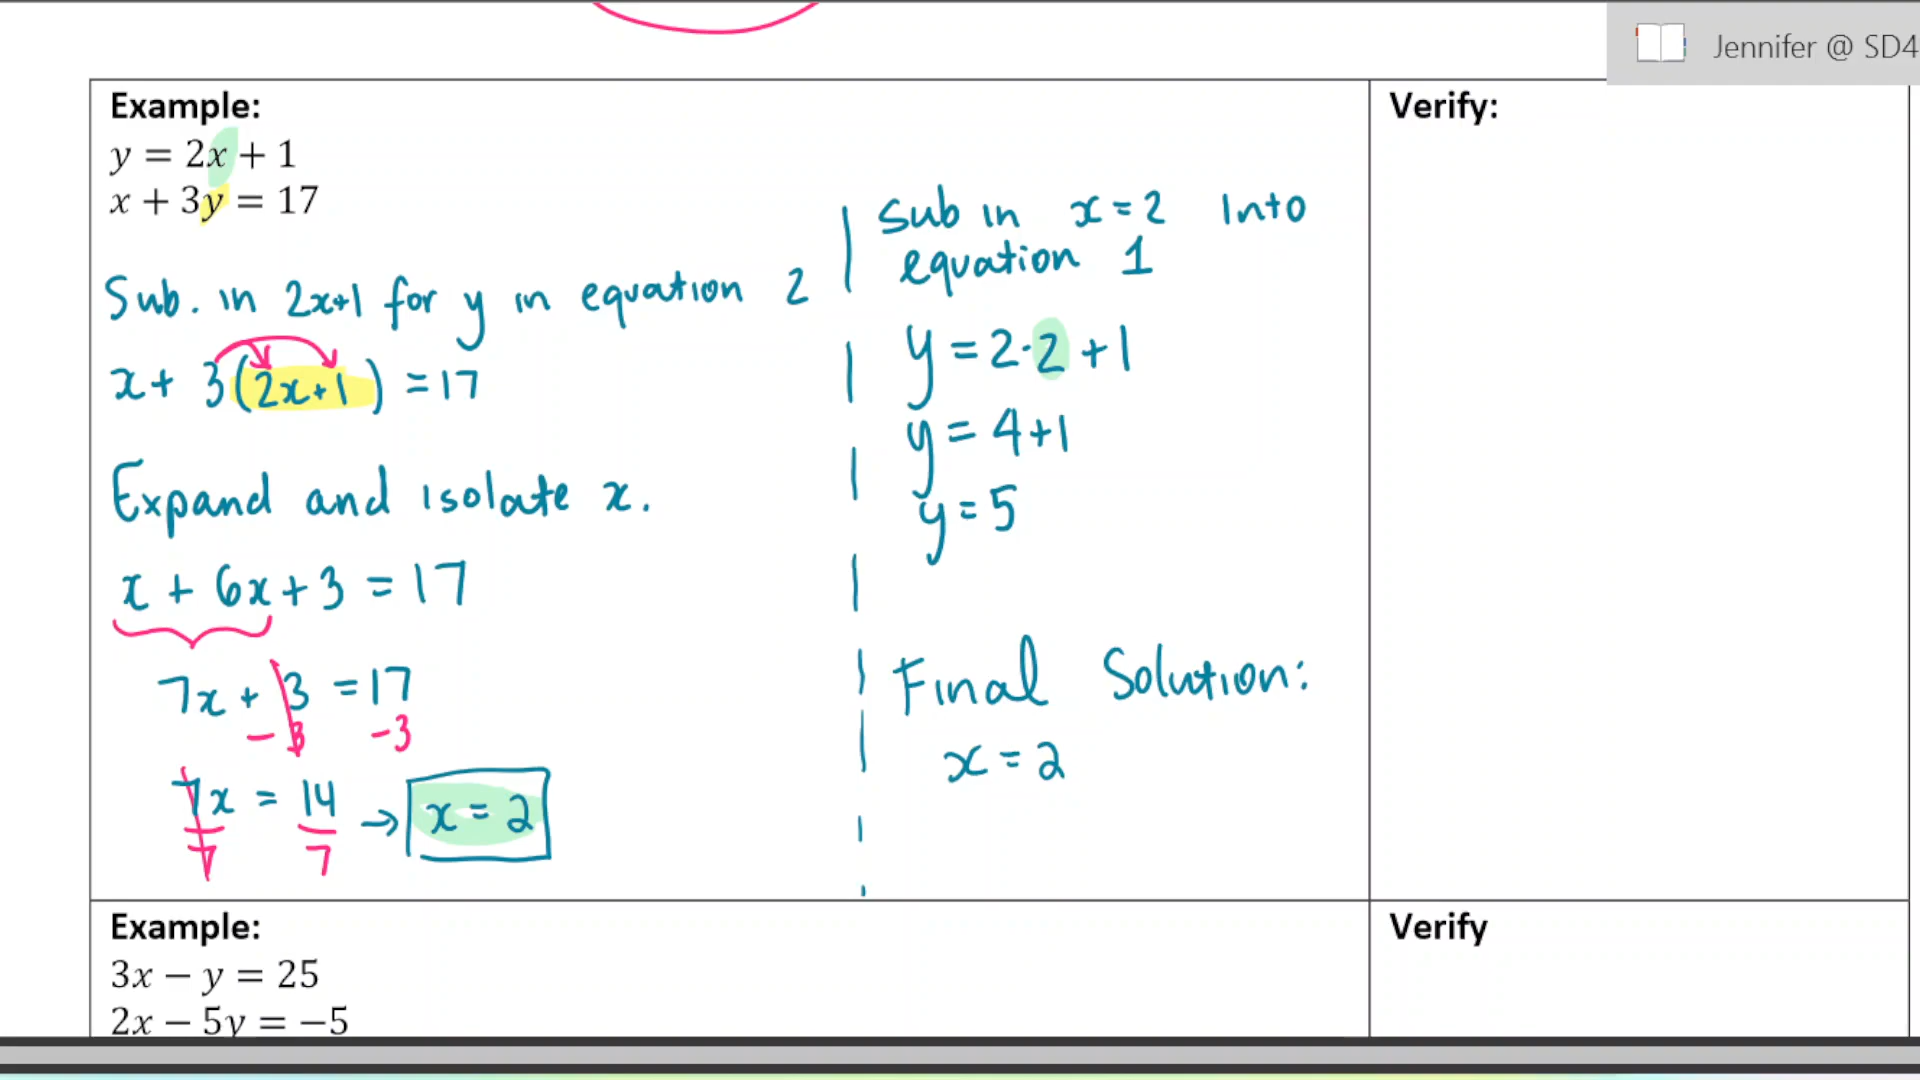 Jennifer @ SD4
Example:
y = 2x + 1
x + 3y = 17
Sub. in 2x+1 for y in equation 2
x + 3(2x+1) = 17
Expand and isolate x.
x + 6x + 3 = 17
7x + 3 = 17
-3 -3
7x = 14 → x = 2
7 7
Sub in x = 2 into
equation 1
y = 2·2 + 1
y = 4+1
y = 5
Final Solution:
x = 2
Verify:
Example:
3x − y = 25
2x − 5y = −5
Verify